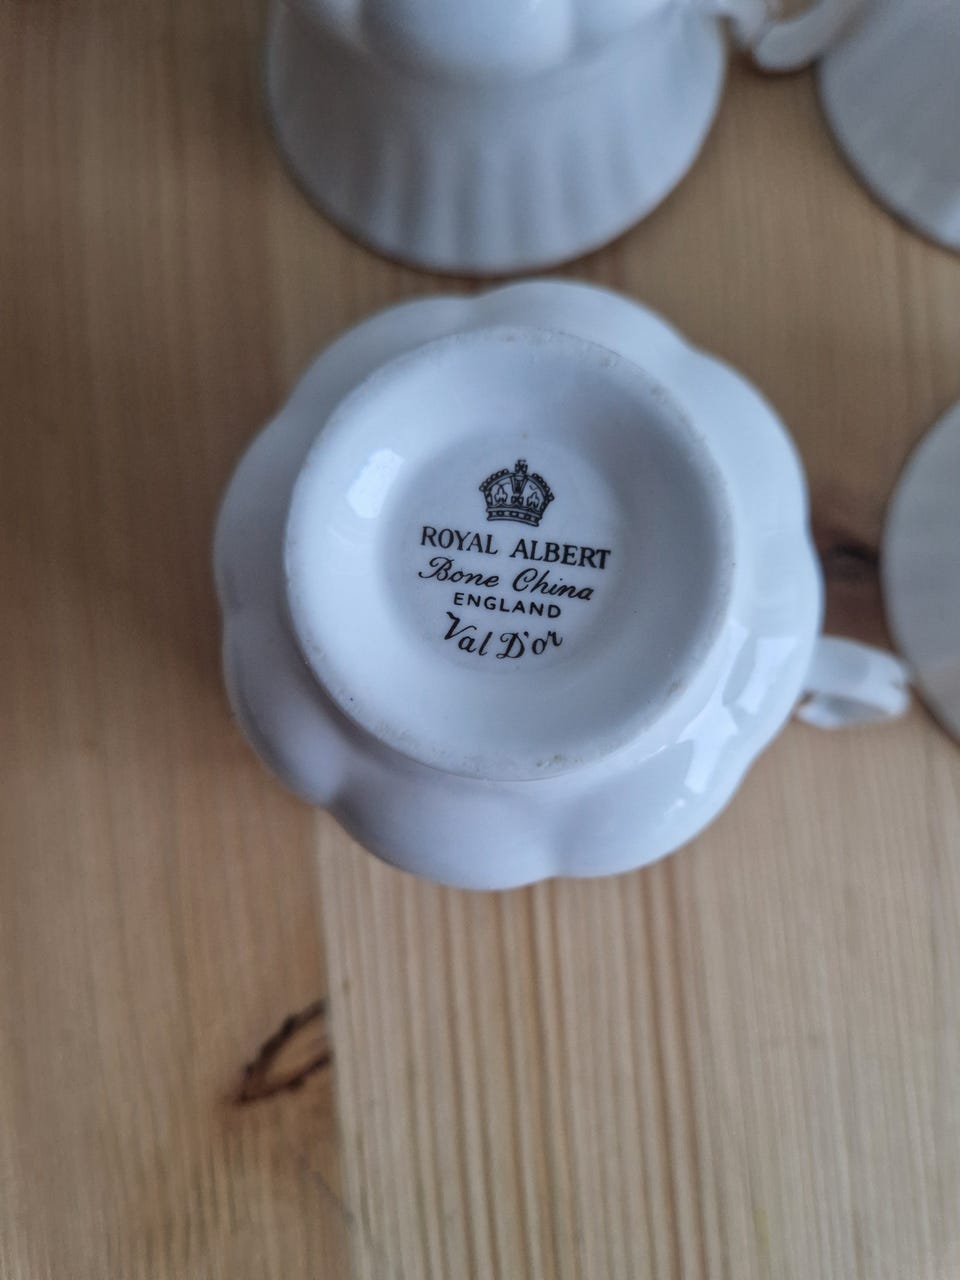 ROYAL ALBERT
Bone China
ENGLAND
Val D'or